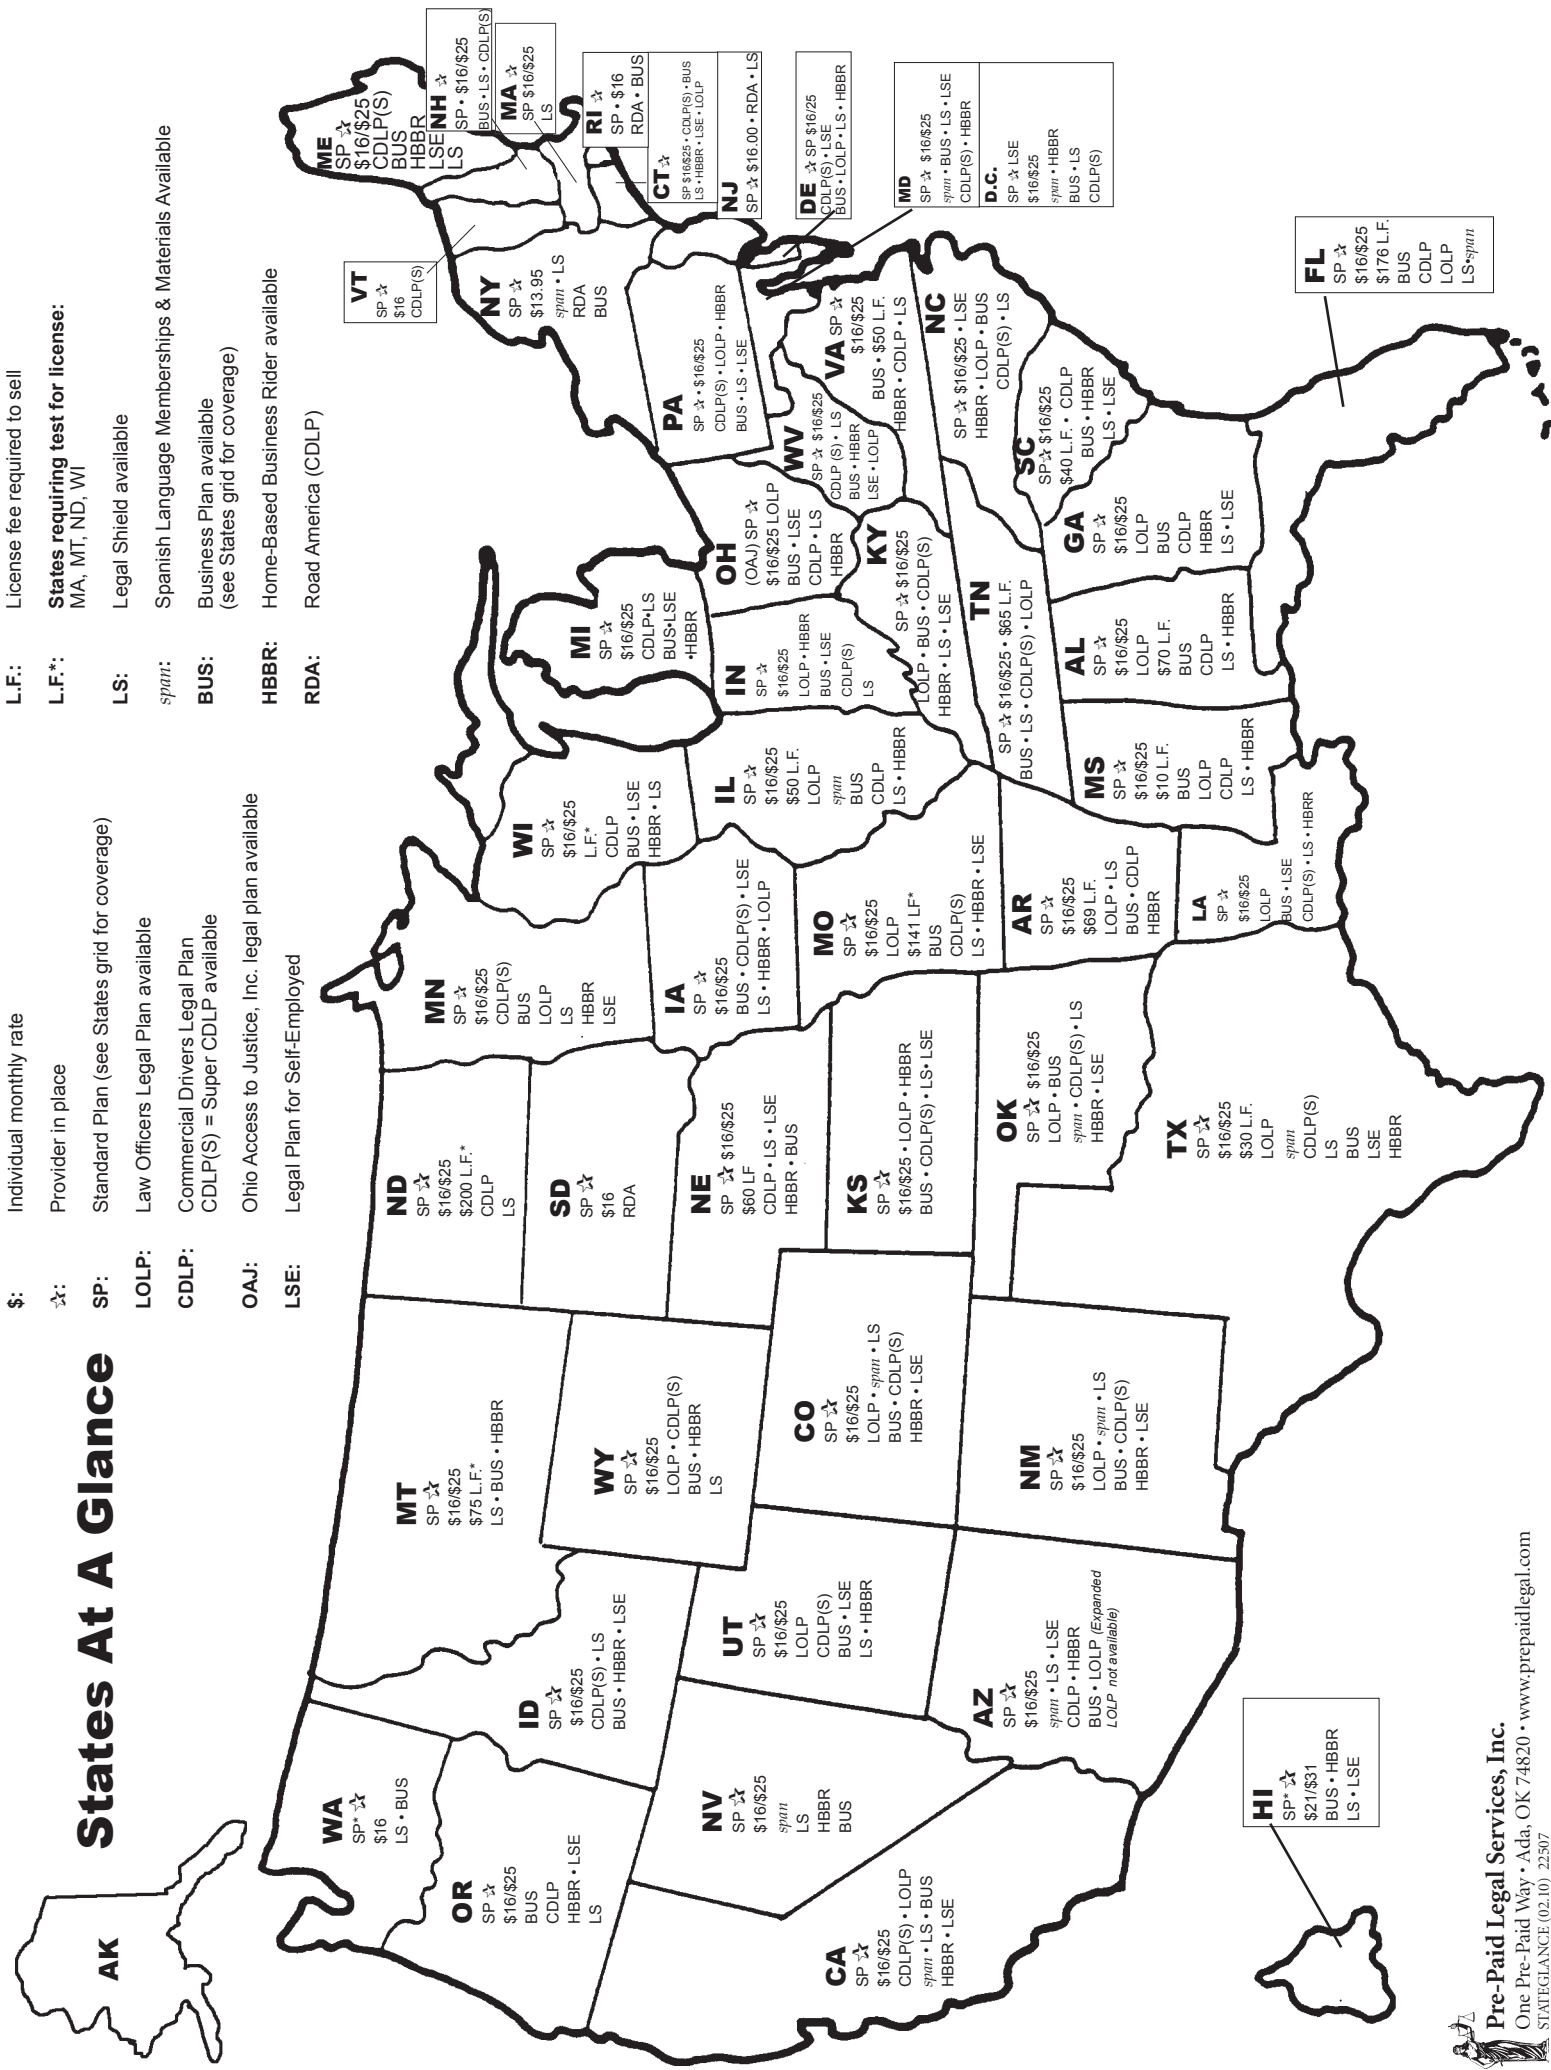 States At A Glance
$: Individual monthly rate
☆: Provider in place
SP: Standard Plan (see States grid for coverage)
LOLP: Law Officers Legal Plan available
CDLP: Commercial Drivers Legal Plan
CDLP(S) = Super CDLP available
OAJ: Ohio Access to Justice, Inc. legal plan available
LSE: Legal Plan for Self-Employed
L.F.: License fee required to sell
L.F.*: States requiring test for license:
MA, MT, ND, WI
LS: Legal Shield available
span: Spanish Language Memberships & Materials Available
BUS: Business Plan available
(see States grid for coverage)
HBBR: Home-Based Business Rider available
RDA: Road America (CDLP)
AK
WA
SP* ☆
$16
LS • BUS
OR
SP ☆
$16/$25
BUS
CDLP
HBBR • LSE
LS
CA
SP ☆
$16/$25
CDLP(S) • LOLP
span • LS • BUS
HBBR • LSE
ID
SP ☆
$16/$25
CDLP(S) • LS
BUS • HBBR • LSE
NV
SP ☆
$16/$25
span
LS
HBBR
BUS
MT
SP ☆
$16/$25
$75 L.F.*
LS • BUS • HBBR
WY
SP ☆
$16/$25
LOLP • CDLP(S)
BUS • HBBR
LS
UT
SP ☆
$16/$25
LOLP
CDLP(S)
BUS • LSE
LS • HBBR
AZ
SP ☆
$16/$25
span • LS • LSE
CDLP • HBBR
BUS • LOLP (Expanded
LOLP not available)
CO
SP ☆
$16/$25
LOLP • span • LS
BUS • CDLP(S)
HBBR • LSE
NM
SP ☆
$16/$25
LOLP • span • LS
BUS • CDLP(S)
HBBR • LSE
ND
SP ☆
$16/$25
$200 L.F.*
CDLP
LS
SD
SP ☆
$16
RDA
NE
SP ☆ $16/$25
$60 LF
CDLP • LS • LSE
HBBR • BUS
KS
SP ☆
$16/$25 • LOLP • HBBR
BUS • CDLP(S) • LS • LSE
OK
SP ☆ $16/$25
LOLP • BUS
span • CDLP(S) • LS
HBBR • LSE
TX
SP ☆
$16/$25
$30 L.F.
LOLP
span
CDLP(S)
LS
BUS
LSE
HBBR
MN
SP ☆
$16/$25
CDLP(S)
BUS
LOLP
LS
HBBR
LSE
IA
SP ☆
$16/$25
BUS • CDLP(S) • LSE
LS • HBBR • LOLP
MO
SP ☆
$16/$25
LOLP
$141 LF*
BUS
CDLP(S)
LS • HBBR • LSE
AR
SP ☆
$16/$25
$69 L.F.
LOLP • LS
BUS • CDLP
HBBR
LA
SP ☆
$16/$25
LOLP
BUS • LSE
CDLP(S) • LS • HBRR
WI
SP ☆
$16/$25
L.F.*
CDLP
BUS • LSE
HBBR • LS
IL
SP ☆
$16/$25
$50 L.F.
LOLP
span
BUS
CDLP
LS • HBBR
MS
SP ☆
$16/$25
$10 L.F.
BUS
LOLP
CDLP
LS • HBBR
MI
SP ☆
$16/$25
CDLP•LS
BUS•LSE
•HBBR
IN
SP ☆
$16/$25
LOLP • HBBR
BUS • LSE
CDLP(S)
LS
OH
(OAJ) SP ☆
$16/$25 LOLP
BUS • LSE
CDLP • LS
HBBR
KY
SP ☆ $16/$25
LOLP • BUS • CDLP(S)
HBBR • LS • LSE
TN
SP ☆ $16/$25 • $65 L.F.
BUS • LS • CDLP(S) • LOLP
AL
SP ☆
$16/$25
LOLP
$70 L.F.
BUS
CDLP
LS • HBBR
GA
SP ☆
$16/$25
LOLP
BUS
CDLP
HBBR
LS • LSE
SC
SP☆ $16/$25
$40 L.F. • CDLP
BUS • HBBR
LS • LSE
NC
SP ☆ $16/$25 • LSE
HBBR • LOLP • BUS
CDLP(S) • LS
VA SP ☆
$16/$25
BUS • $50 L.F.
HBBR • CDLP • LS
WV
SP ☆ $16/$25
CDLP (S) • LS
BUS • HBBR
LSE • LOLP
PA
SP ☆ • $16/$25
CDLP(S) • LOLP • HBBR
BUS • LS • LSE
NY
SP ☆
$13.95
span • LS
RDA
BUS
VT
SP ☆
$16
CDLP(S)
ME
SP ☆
$16/$25
CDLP(S)
BUS
HBBR
LSE
LS
NH ☆
SP • $16/$25
BUS • LS • CDLP(S)
MA ☆
SP $16/$25
LS
RI ☆
SP • $16
RDA • BUS
CT ☆
SP $16/$25 • CDLP(S) • BUS
LS • HBBR • LSE • LOLP
NJ
SP ☆ $16.00 • RDA • LS
DE ☆ SP $16/25
CDLP(S) • LSE
BUS • LOLP • LS • HBBR
MD
SP ☆ $16/$25
span • BUS • LS • LSE
CDLP(S) • HBBR
D.C.
SP ☆ LSE
$16/$25
span • HBBR
BUS • LS
CDLP(S)
FL
SP ☆
$16/$25
$176 L.F.
BUS
CDLP
LOLP
LS•span
HI
SP* ☆
$21/$31
BUS • HBBR
LS • LSE
Pre-Paid Legal Services, Inc.
One Pre-Paid Way • Ada, OK 74820 • www.prepaidlegal.com
STATEGLANCE (02.10) 22507